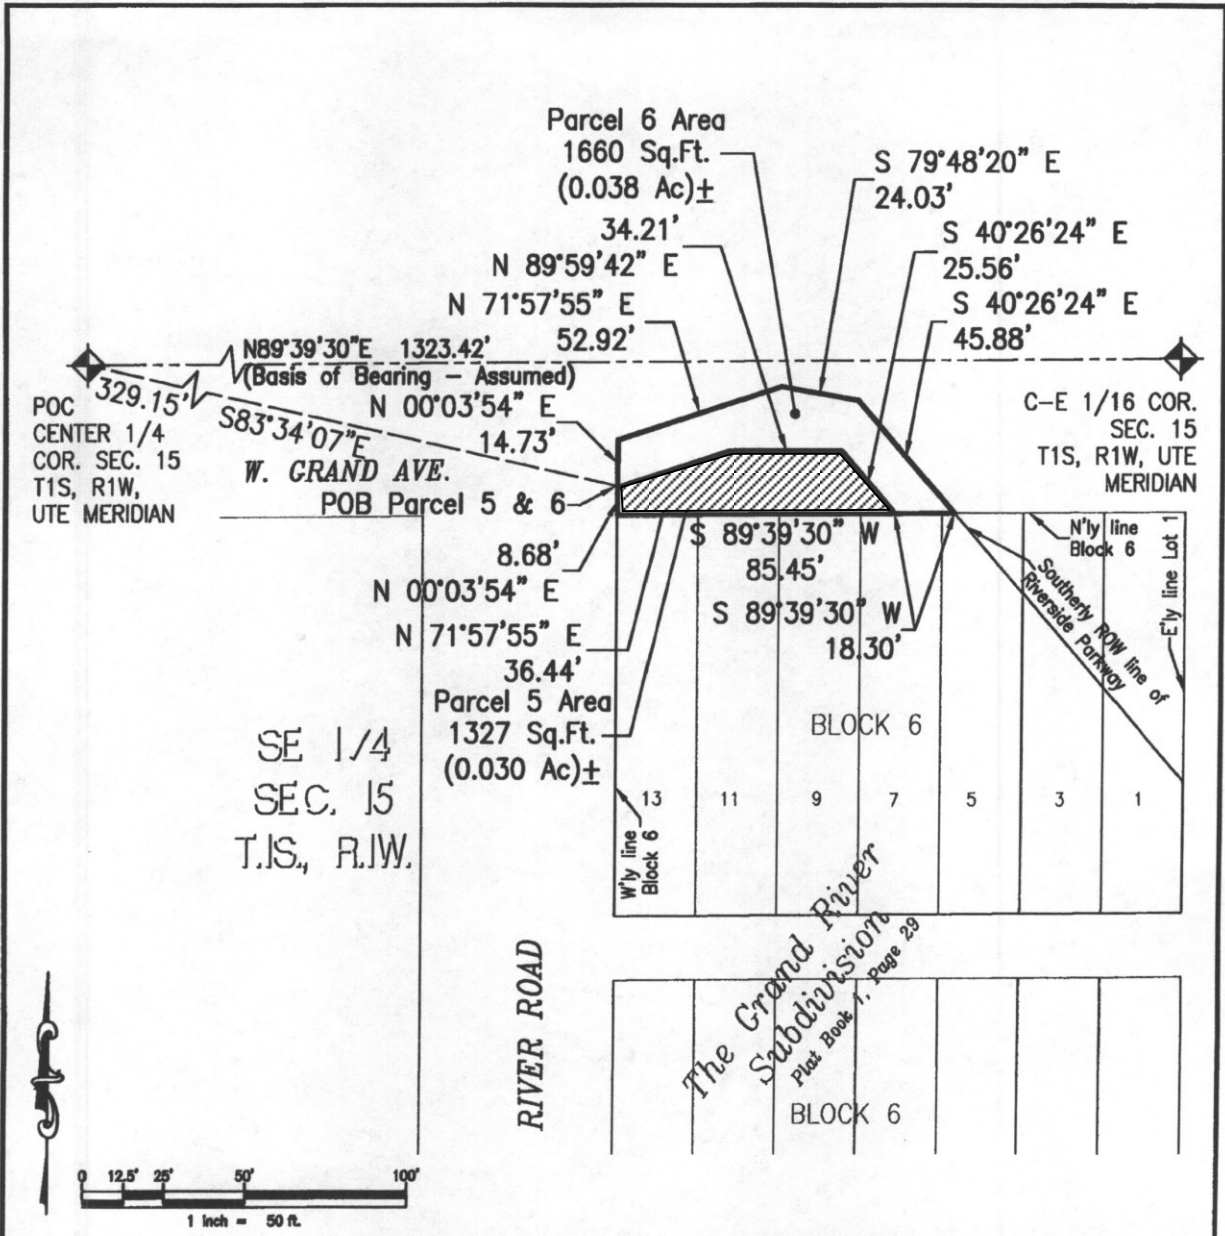 Parcel 6 Area
1660 Sq.Ft.
(0.038 Ac)±
34.21'
N 89°59'42" E
N 71°57'55" E
52.92'
S 79°48'20" E
24.03'
S 40°26'24" E
25.56'
S 40°26'24" E
45.88'
N89°39'30"E 1323.42'
(Basis of Bearing – Assumed)
329.15'
S83°34'07"E
N 00°03'54" E
14.73'
POC
CENTER 1/4
COR. SEC. 15
T1S, R1W,
UTE MERIDIAN
W. GRAND AVE.
POB Parcel 5 & 6
C-E 1/16 COR.
SEC. 15
T1S, R1W, UTE
MERIDIAN
8.68'
N 00°03'54" E
N 71°57'55" E
36.44'
Parcel 5 Area
1327 Sq.Ft.
(0.030 Ac)±
S 89°39'30" W
85.45'
S 89°39'30" W
18.30'
N'ly line
Block 6
Southerly ROW line of
Riverside Parkway
E'ly line Lot 1
BLOCK 6
SE 1/4
SEC. 15
T.1S., R.1W.
13 11 9 7 5 3 1
W'ly line
Block 6
RIVER ROAD
The Grand River
Subdivision
Plat Book 1, Page 29
BLOCK 6
0 12.5' 25' 50' 100'
1 inch = 50 ft.